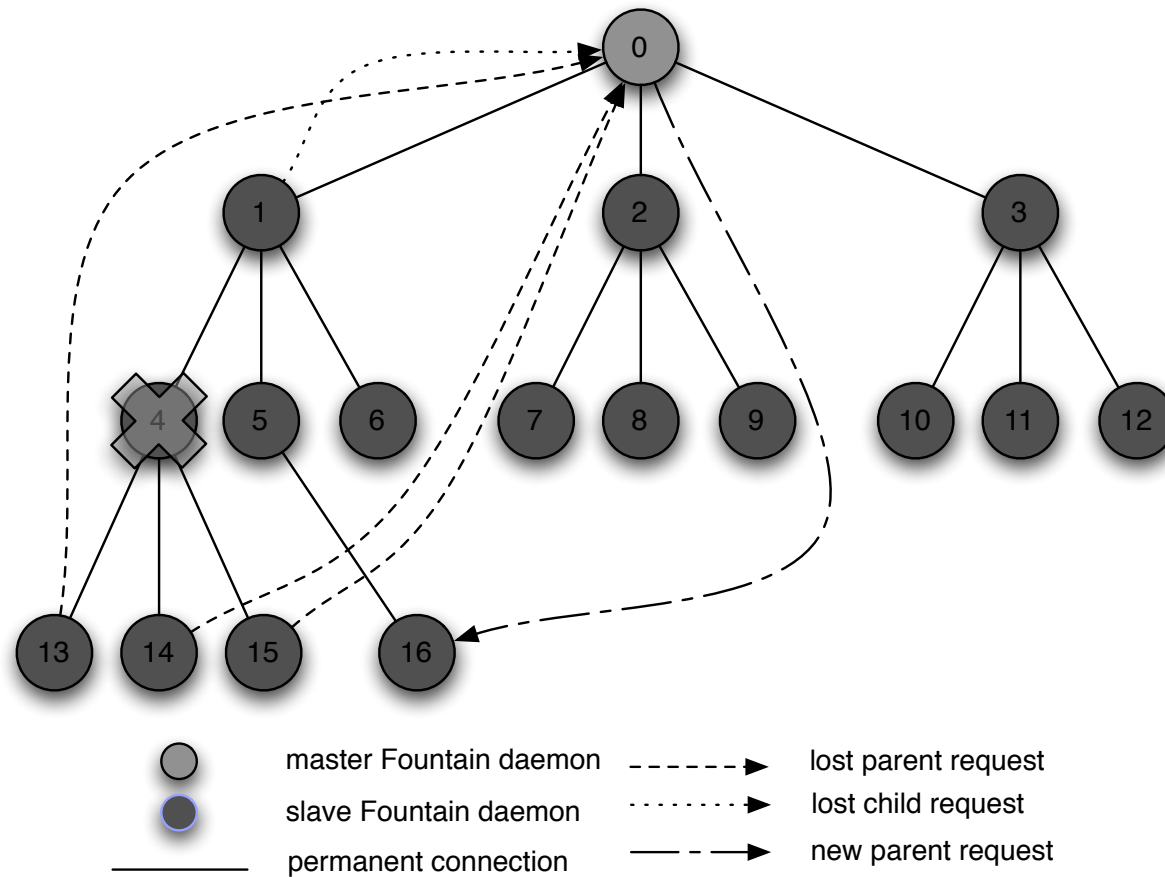 0
1
2
3
4
5
6
7
8
9
10
11
12
13
14
15
16
master Fountain daemon
lost parent request
slave Fountain daemon
lost child request
permanent connection
new parent request